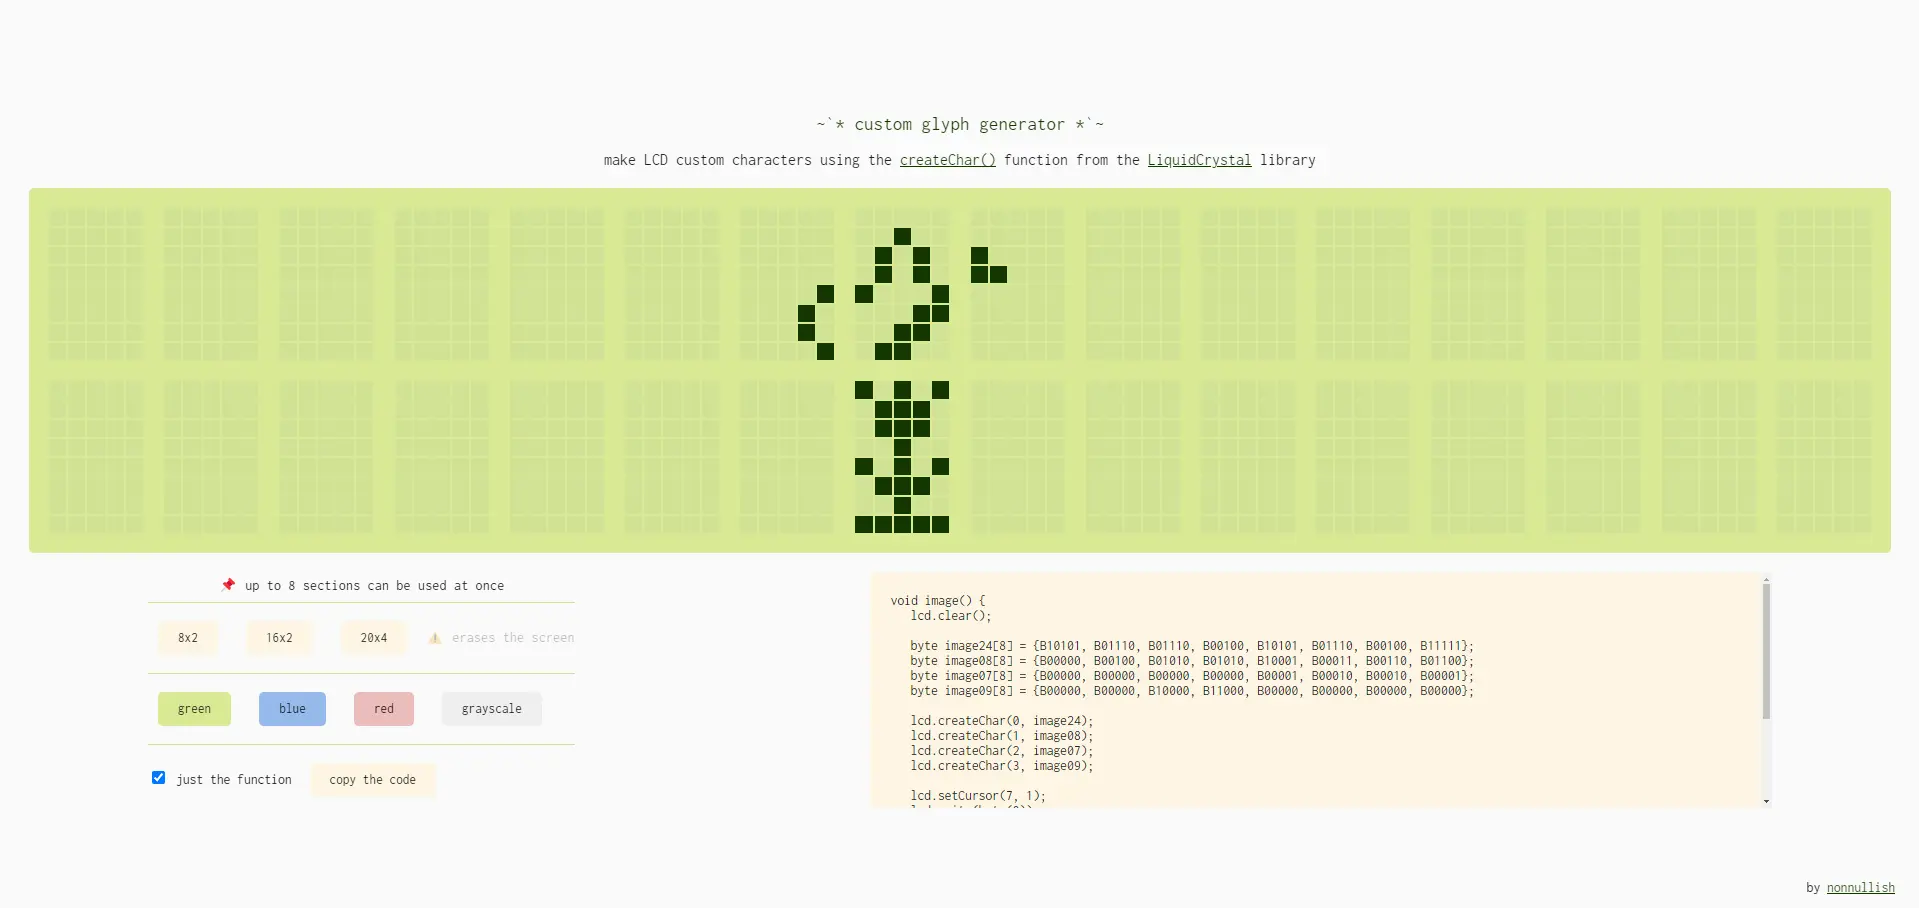 ~`* custom glyph generator *`~
make LCD custom characters using the createChar() function from the LiquidCrystal library
📌 up to 8 sections can be used at once
8x2 16x2 20x4 ⚠️ erases the screen
green blue red grayscale
just the function copy the code
void image() {
lcd.clear();
byte image24[8] = {B10101, B01110, B01110, B00100, B10101, B01110, B00100, B11111};
byte image08[8] = {B00000, B00100, B01010, B01010, B10001, B00011, B00110, B01100};
byte image07[8] = {B00000, B00000, B00000, B00000, B00001, B00010, B00010, B00001};
byte image09[8] = {B00000, B00000, B10000, B11000, B00000, B00000, B00000, B00000};
lcd.createChar(0, image24);
lcd.createChar(1, image08);
lcd.createChar(2, image07);
lcd.createChar(3, image09);
lcd.setCursor(7, 1);
by nonnullish